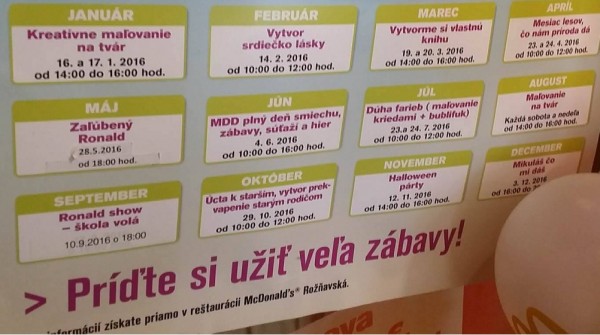 JANUÁR
Kreatívne maľovanie
na tvár
16. a 17. 1. 2016
od 14:00 do 16:00 hod.
FEBRUÁR
Vytvor
srdiečko lásky
14. 2. 2016
od 10:00 do 12:00 hod.
MAREC
Vytvorme si vlastnú
knihu
19. a 20. 3. 2016
od 14:00 do 16:00 hod.
APRÍL
Mesiac lesov,
čo nám príroda dá
23. a 24. 4. 2016
od 10:00 do 12:00 hod.
MÁJ
Zaľúbený
Ronald
28.5.2016
od 18:00 hod.
JÚN
MDD plný deň smiechu,
zábavy, súťaží a hier
4. 6. 2016
od 10:00 do 16:00 hod.
JÚL
Dúha farieb ( maľovanie
kriedami + bublifuk)
23.a 24. 7. 2016
od 10:00 do 12:00 hod.
AUGUST
Maľovanie
na tvár
Každá sobota a nedeľa
od 14:00 do 16:00 hod.
SEPTEMBER
Ronald show
– škola volá
10.9.2016 o 18:00
OKTÓBER
Úcta k starším, vytvor prek-
vapenie starým rodičom
29. 10. 2016
od 10:00 do 12:00 hod.
NOVEMBER
Halloween
párty
12. 11. 2016
od 14:00 do 16:00 hod.
DECEMBER
Mikuláš čo
mi dáš
3. 12. 2016
od 16:00
> Príďte si užiť veľa zábavy!
informácií získate priamo v reštaurácii McDonald's® Rožňavská.